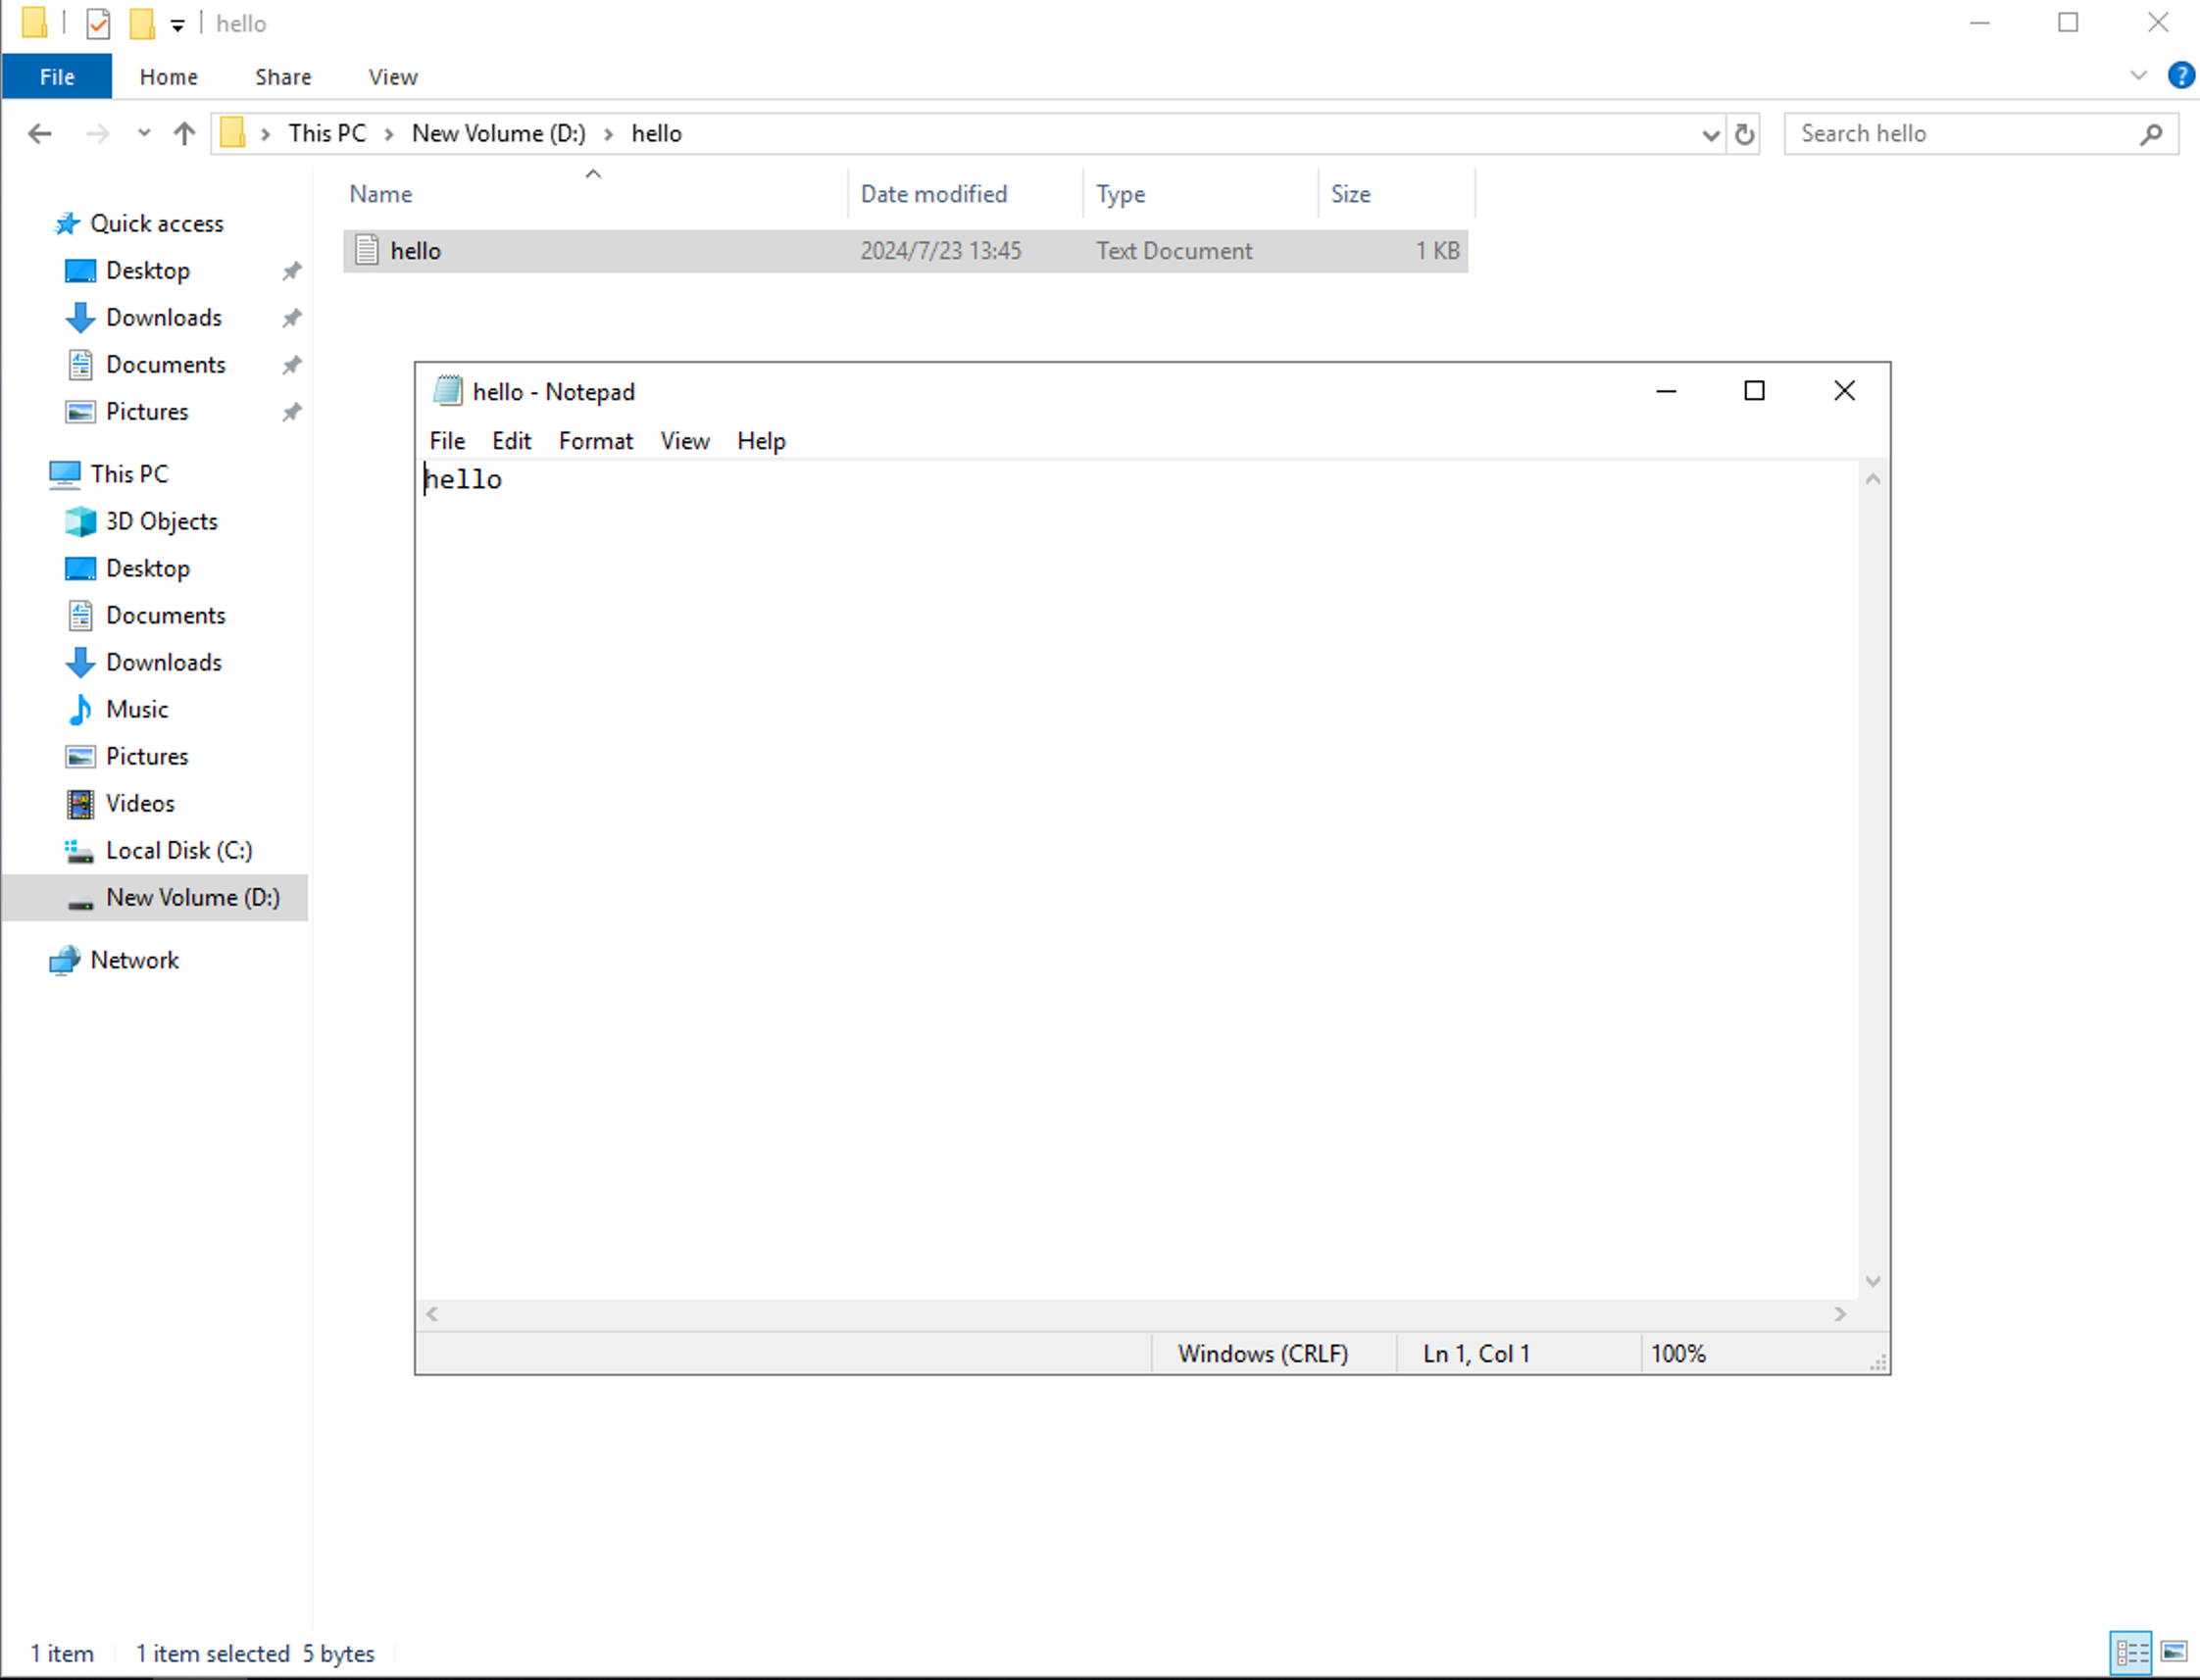 hello
File Home Share View
This PC New Volume (D:) hello
Search hello
Name Date modified Type Size
hello 2024/7/23 13:45 Text Document 1 KB
Quick access
Desktop
Downloads
Documents
Pictures
This PC
3D Objects
Desktop
Documents
Downloads
Music
Pictures
Videos
Local Disk (C:)
New Volume (D:)
Network
hello - Notepad
File Edit Format View Help
hello
Windows (CRLF) Ln 1, Col 1 100%
1 item 1 item selected 5 bytes